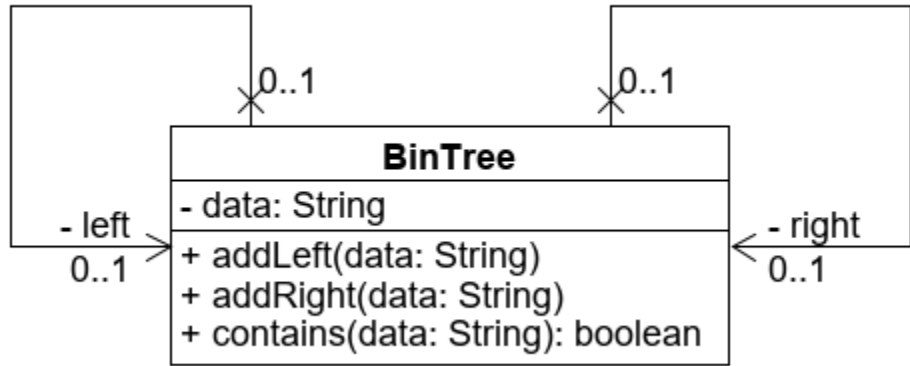 0..1
0..1
BinTree
- data: String
- left
0..1
- right
0..1
+ addLeft(data: String)
+ addRight(data: String)
+ contains(data: String): boolean